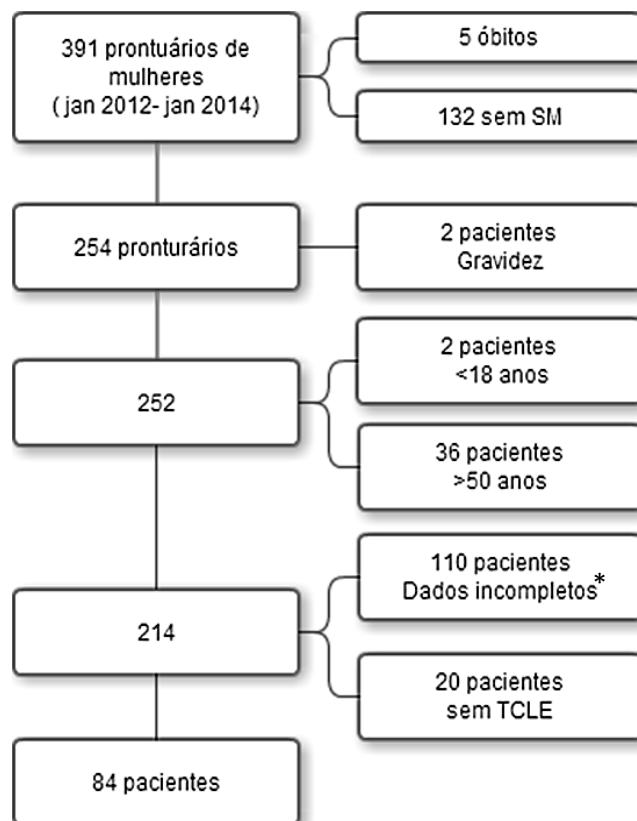 391 prontuários de
mulheres
( jan 2012- jan 2014)
5 óbitos
132 sem SM
254 pronturários
2 pacientes
Gravidez
252
2 pacientes
<18 anos
36 pacientes
>50 anos
214
110 pacientes
Dados incompletos*
20 pacientes
sem TCLE
84 pacientes